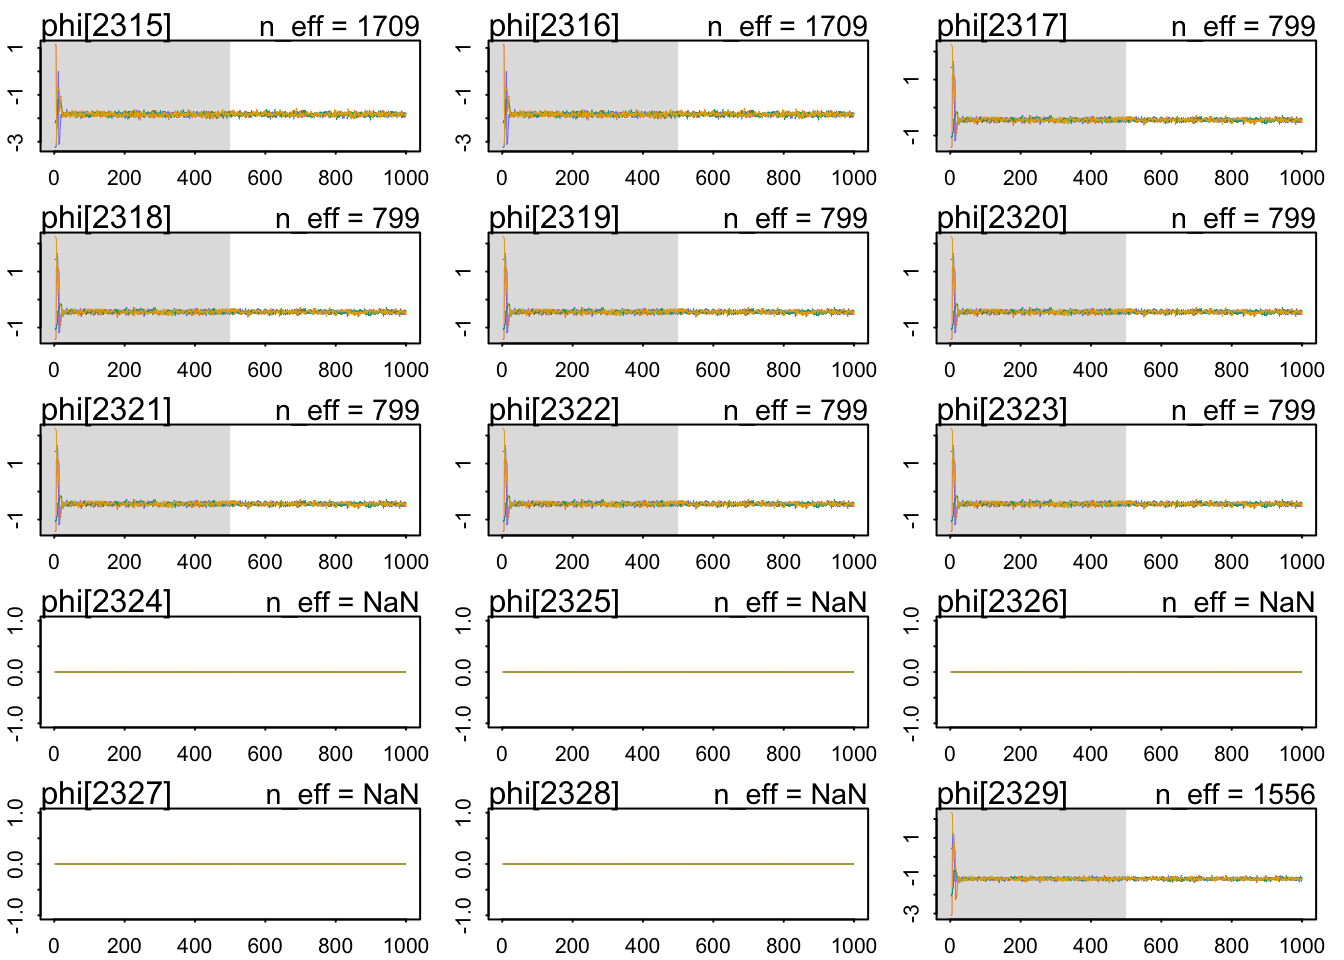 phi[2315] n_eff = 1709 phi[2316] n_eff = 1709 phi[2317] n_eff = 799
1 -1 -3 1 -1 -3 1 -1
0 200 400 600 800 1000 0 200 400 600 800 1000 0 200 400 600 800 1000
phi[2318] n_eff = 799 phi[2319] n_eff = 799 phi[2320] n_eff = 799
1 -1 1 -1 1 -1
0 200 400 600 800 1000 0 200 400 600 800 1000 0 200 400 600 800 1000
phi[2321] n_eff = 799 phi[2322] n_eff = 799 phi[2323] n_eff = 799
1 -1 1 -1 1 -1
0 200 400 600 800 1000 0 200 400 600 800 1000 0 200 400 600 800 1000
phi[2324] n_eff = NaN phi[2325] n_eff = NaN phi[2326] n_eff = NaN
1.0 0.0 -1.0 1.0 0.0 -1.0 1.0 0.0 -1.0
0 200 400 600 800 1000 0 200 400 600 800 1000 0 200 400 600 800 1000
phi[2327] n_eff = NaN phi[2328] n_eff = NaN phi[2329] n_eff = 1556
1.0 0.0 -1.0 1.0 0.0 -1.0 1 -1 -3
0 200 400 600 800 1000 0 200 400 600 800 1000 0 200 400 600 800 1000